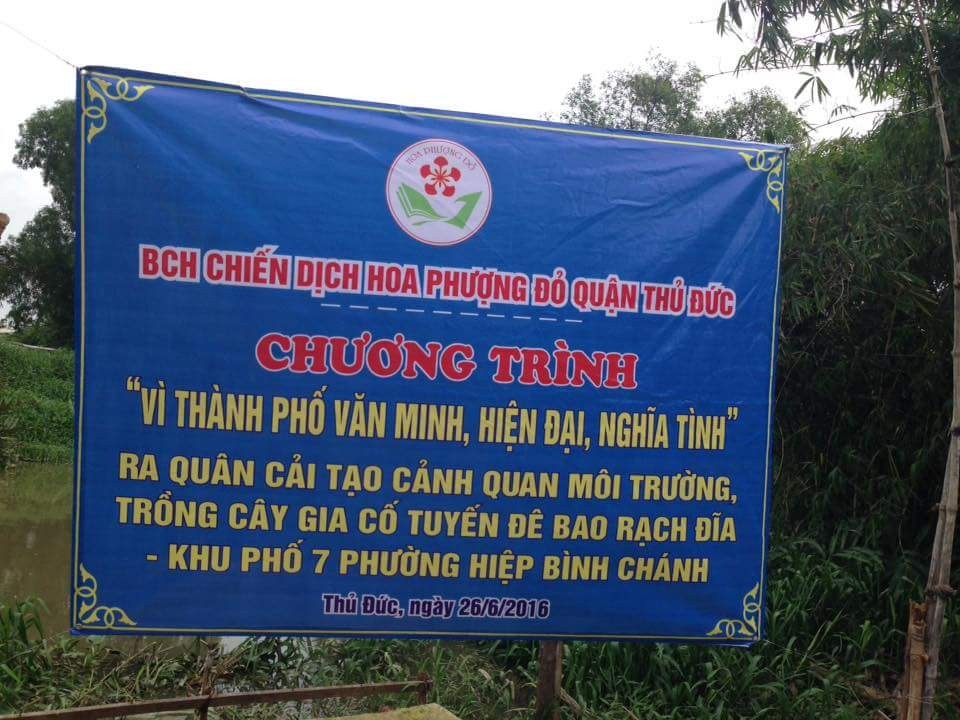 HOA PHƯỢNG ĐỎ
BCH CHIẾN DỊCH HOA PHƯỢNG ĐỎ QUẬN THỦ ĐỨC
CHƯƠNG TRÌNH
“VÌ THÀNH PHỐ VĂN MINH, HIỆN ĐẠI, NGHĨA TÌNH”
RA QUÂN CẢI TẠO CẢNH QUAN MÔI TRƯỜNG,
TRỒNG CÂY GIA CỐ TUYẾN ĐÊ BAO RẠCH ĐĨA
- KHU PHỐ 7 PHƯỜNG HIỆP BÌNH CHÁNH
Thủ Đức, ngày 26/6/2016